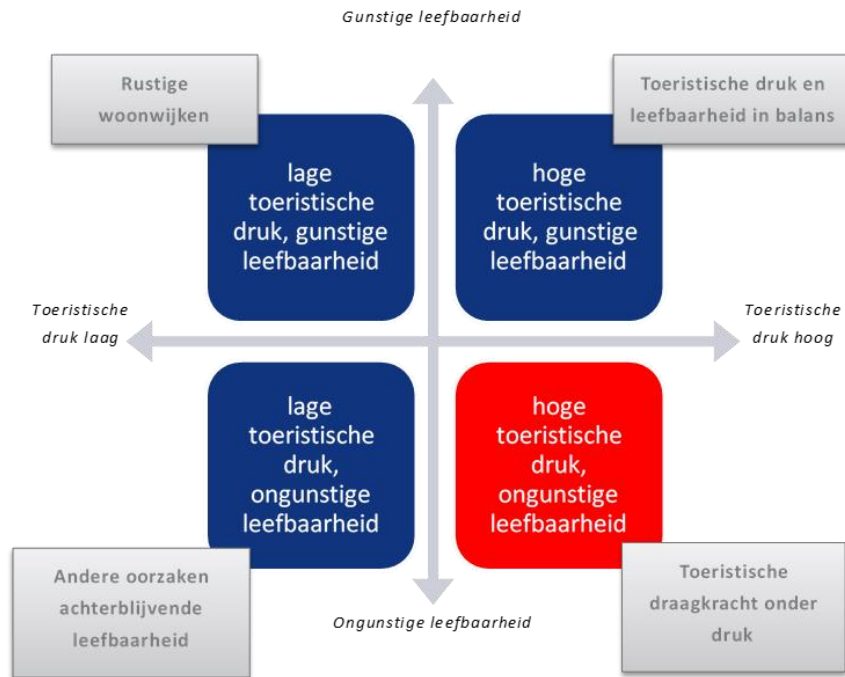 Gunstige leefbaarheid
Rustige
woonwijken
Toeristische druk en
leefbaarheid in balans
lage
toeristische
druk, gunstige
leefbaarheid
hoge
toeristische
druk, gunstige
leefbaarheid
Toeristische
druk laag
Toeristische
druk hoog
lage
toeristische
druk,
ongunstige
leefbaarheid
hoge
toeristische
druk,
ongunstige
leefbaarheid
Andere oorzaken
achterblijvende
leefbaarheid
Ongunstige leefbaarheid
Toeristische
draagkracht onder
druk